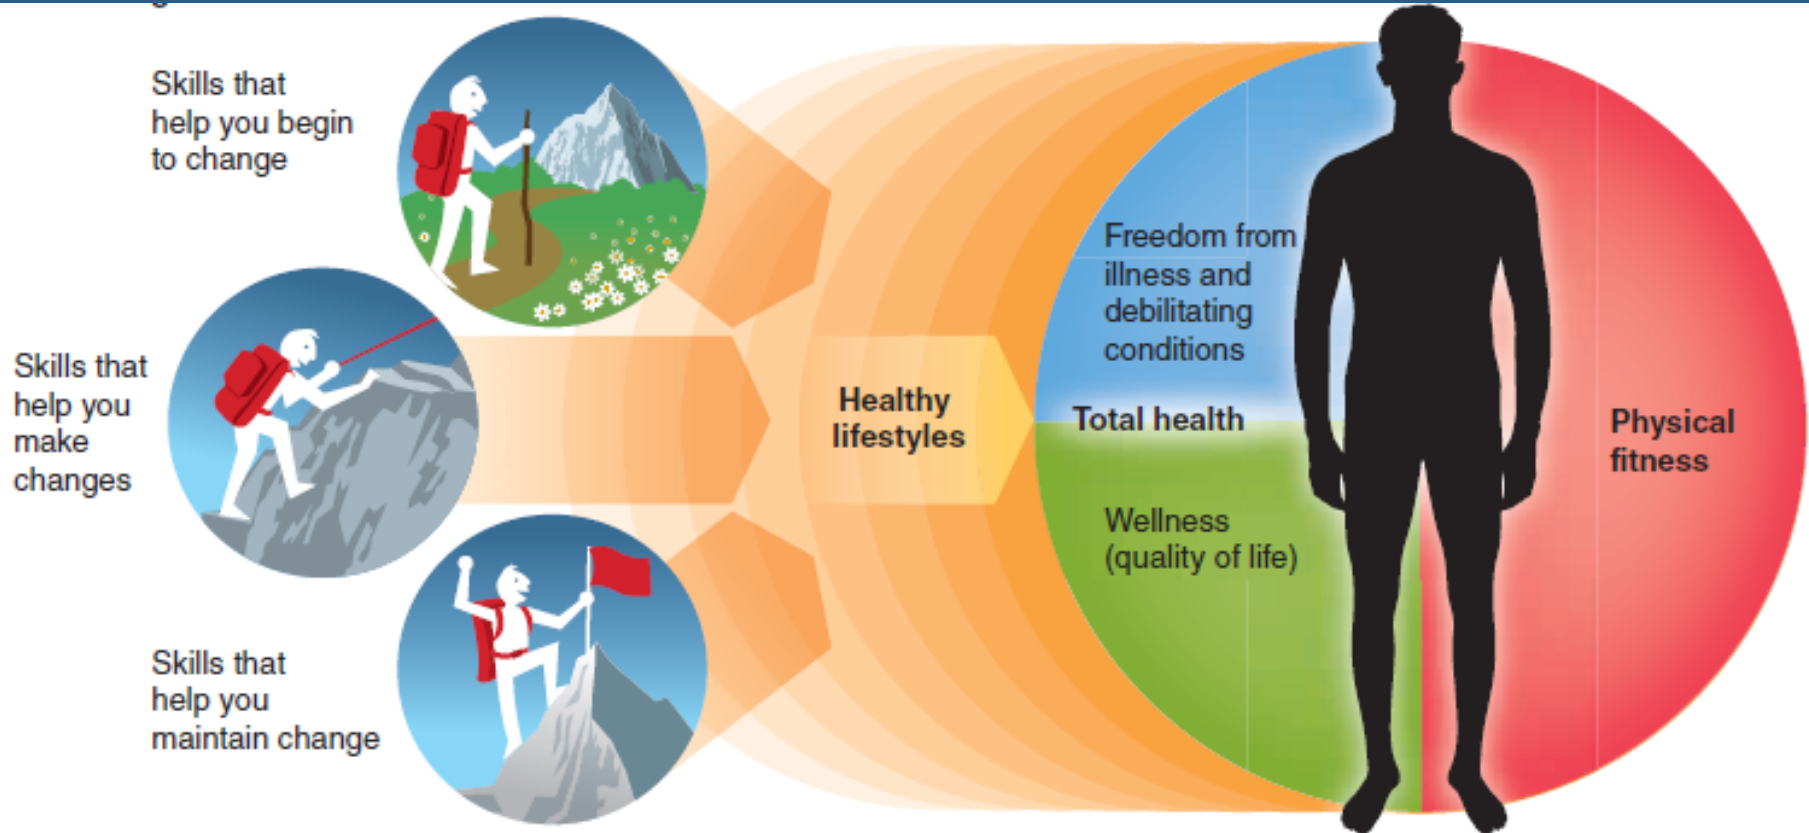 Skills that
help you begin
to change
Skills that
help you
make
changes
Skills that
help you
maintain change
Healthy
lifestyles
Freedom from
illness and
debilitating
conditions
Total health
Wellness
(quality of life)
Physical
fitness